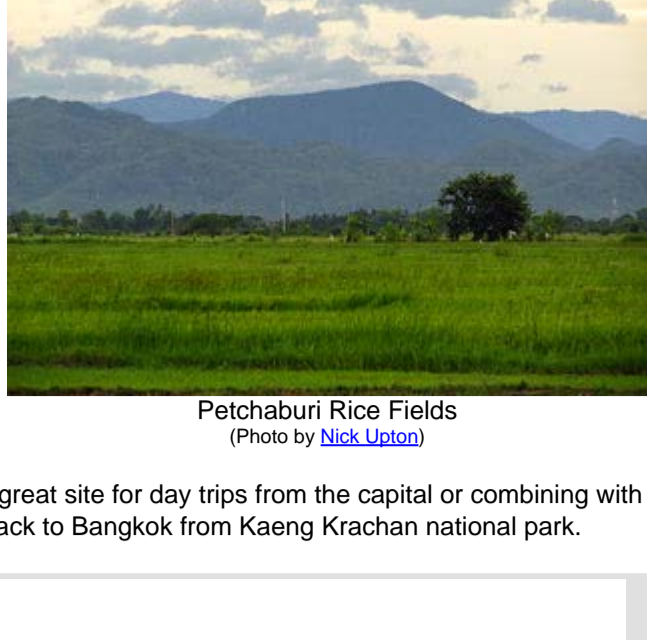 Petchaburi Rice Fields
(Photo by Nick Upton)
great site for day trips from the capital or combining with
ack to Bangkok from Kaeng Krachan national park.